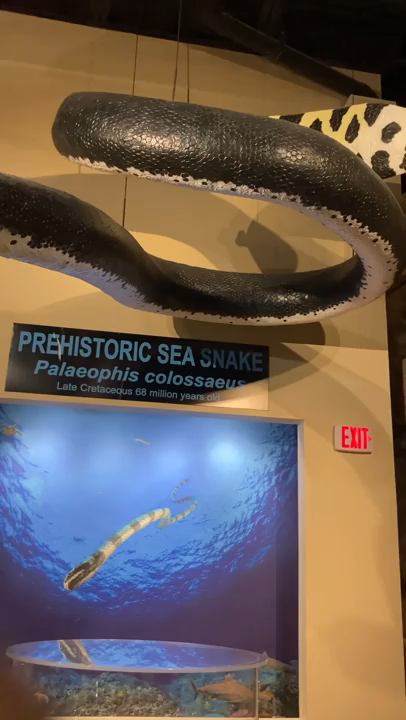 PREHISTORIC SEA SNAKE
Palaeophis colossaeus
Late Cretaceous 68 million years old
EXIT